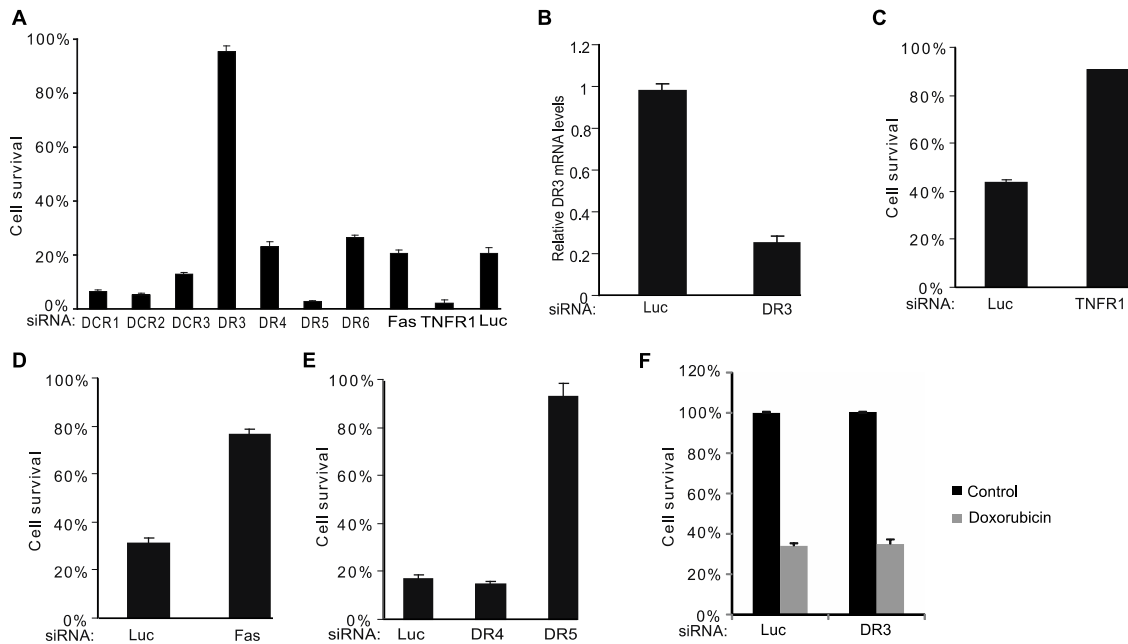 A
Cell survival
100%
80%
60%
40%
20%
0%
siRNA: DCR1 DCR2 DCR3 DR3 DR4 DR5 DR6 Fas TNFR1 Luc
B
Relative DR3 mRNA levels
1.2
1
0.8
0.6
0.4
0.2
0
siRNA: Luc DR3
C
Cell survival
100%
80%
60%
40%
20%
0%
siRNA: Luc TNFR1
D
Cell survival
100%
80%
60%
40%
20%
0%
siRNA: Luc Fas
E
Cell survival
100%
80%
60%
40%
20%
0%
siRNA: Luc DR4 DR5
F
Cell survival
120%
100%
80%
60%
40%
20%
0%
siRNA: Luc DR3
Control
Doxorubicin